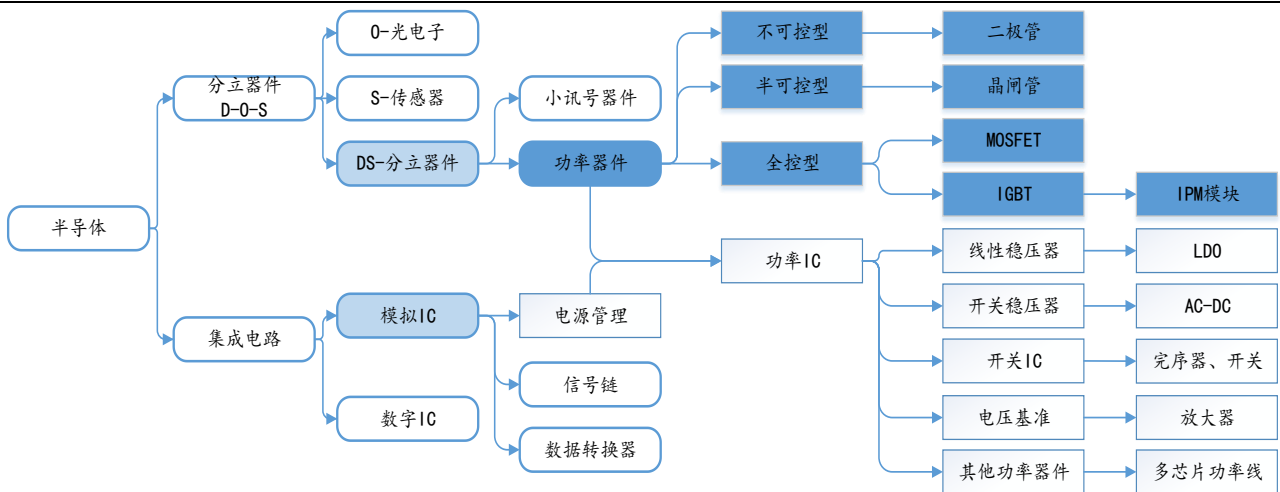 O-光电子
不可控型
二极管
分立器件
D-O-S
S-传感器
小讯号器件
半可控型
晶闸管
DS-分立器件
功率器件
全控型
MOSFET
IGBT
IPM模块
半导体
功率IC
线性稳压器
LDO
模拟IC
电源管理
开关稳压器
AC-DC
集成电路
开关IC
完序器、开关
信号链
数字IC
电压基准
放大器
数据转换器
其他功率器件
多芯片功率线